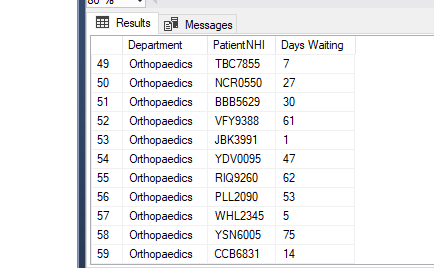 80 %
Results Messages
Department PatientNHI Days Waiting
49 Orthopaedics TBC7855 7
50 Orthopaedics NCR0550 27
51 Orthopaedics BBB5629 30
52 Orthopaedics VFY9388 61
53 Orthopaedics JBK3991 1
54 Orthopaedics YDV0095 47
55 Orthopaedics RIQ9260 62
56 Orthopaedics PLL2090 53
57 Orthopaedics WHL2345 5
58 Orthopaedics YSN6005 75
59 Orthopaedics CCB6831 14